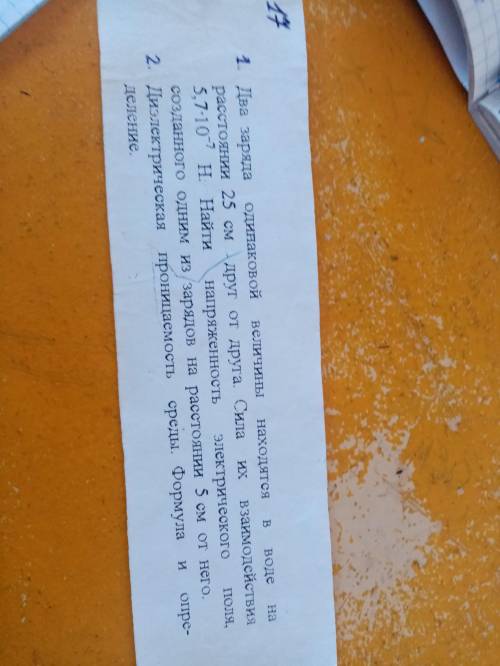 17
1. Два заряда одинаковой величины находятся в воде на
расстоянии 25 см друг от друга. Сила их взаимодействия
5,7·10⁻⁷ Н. Найти напряженность электрического поля,
созданного одним из зарядов на расстоянии 5 см от него.
2. Диэлектрическая проницаемость среды. Формула и опре-
деление.